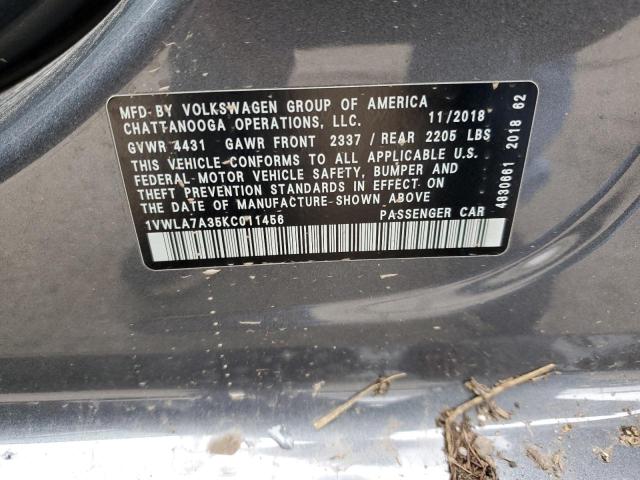 MFD BY VOLKSWAGEN GROUP OF AMERICA
CHATTANOOGA OPERATIONS, LLC. 11/2018
GVWR 4431 GAWR FRONT 2337 / REAR 2205 LBS
THIS VEHICLE CONFORMS TO ALL APPLICABLE U.S.
FEDERAL MOTOR VEHICLE SAFETY, BUMPER AND
THEFT PREVENTION STANDARDS IN EFFECT ON
THE DATE OF MANUFACTURE SHOWN ABOVE
1VWLA7A35KC011456 PASSENGER CAR
4830661 2018 62